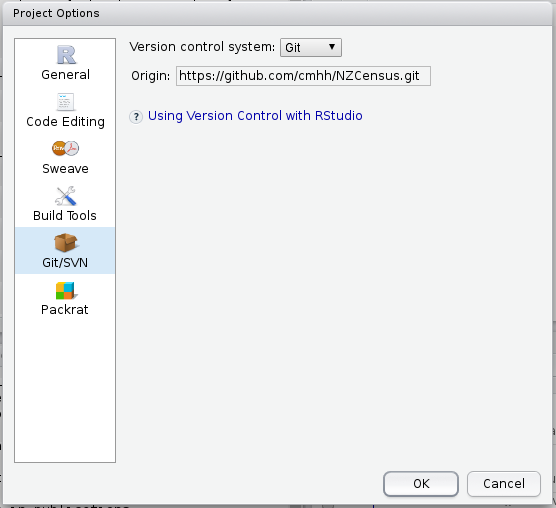 Project Options
General
Code Editing
Sweave
Build Tools
Git/SVN
Packrat
Version control system: Git
Origin: https://github.com/cmhh/NZCensus.git
? Using Version Control with RStudio
OK Cancel